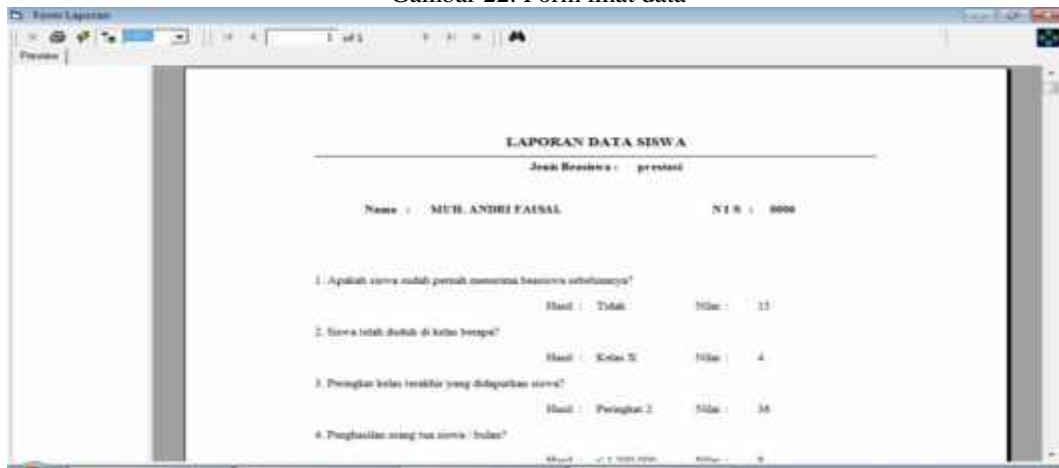 Gambar 22. Form lihat data
Form Laporan
1 of 1
Preview
LAPORAN DATA SISWA
Jenis Beasiswa : prestasi
Nama : MUH. ANDRI FAISAL N I S : 0006
1. Apakah siswa sudah pernah menerima beasiswa sebelumnya?
Hasil : Tidak Nilai : 15
2. Siswa telah duduk di kelas berapa?
Hasil : Kelas X Nilai : 4
3. Peringkat kelas terakhir yang didapatkan siswa?
Hasil : Peringkat 2 Nilai : 36
4. Penghasilan orang tua siswa / bulan?
Hasil : Nilai :